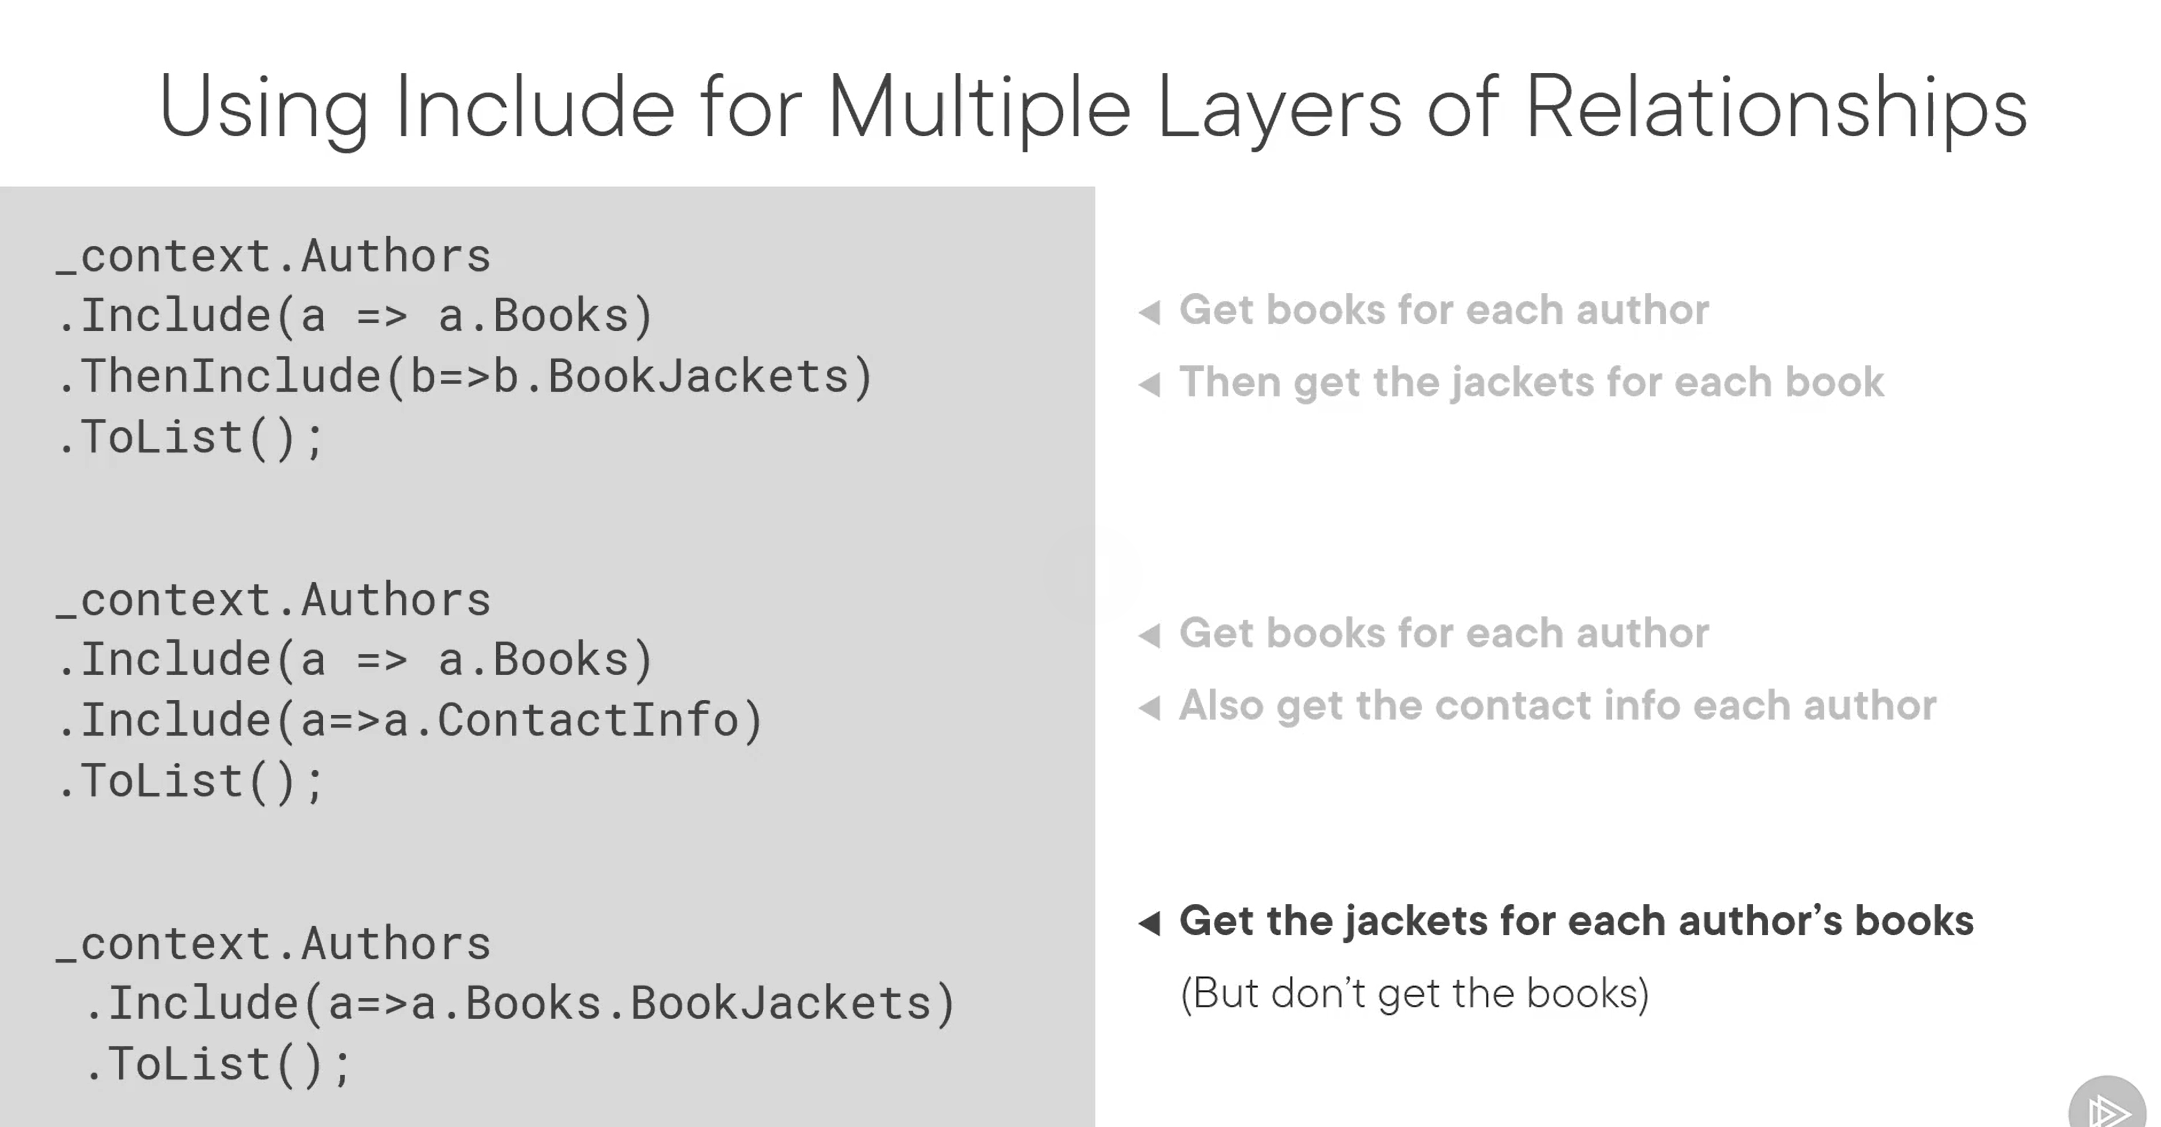 Using Include for Multiple Layers of Relationships
_context.Authors
.Include(a => a.Books)
.ThenInclude(b=>b.BookJackets)
.ToList();
◀ Get books for each author
◀ Then get the jackets for each book
_context.Authors
.Include(a => a.Books)
.Include(a=>a.ContactInfo)
.ToList();
◀ Get books for each author
◀ Also get the contact info each author
_context.Authors
.Include(a=>a.Books.BookJackets)
.ToList();
◀ Get the jackets for each author’s books
(But don’t get the books)